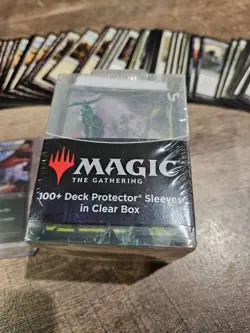 MAGIC
THE GATHERING
100+ Deck Protector® Sleeves
in Clear Box